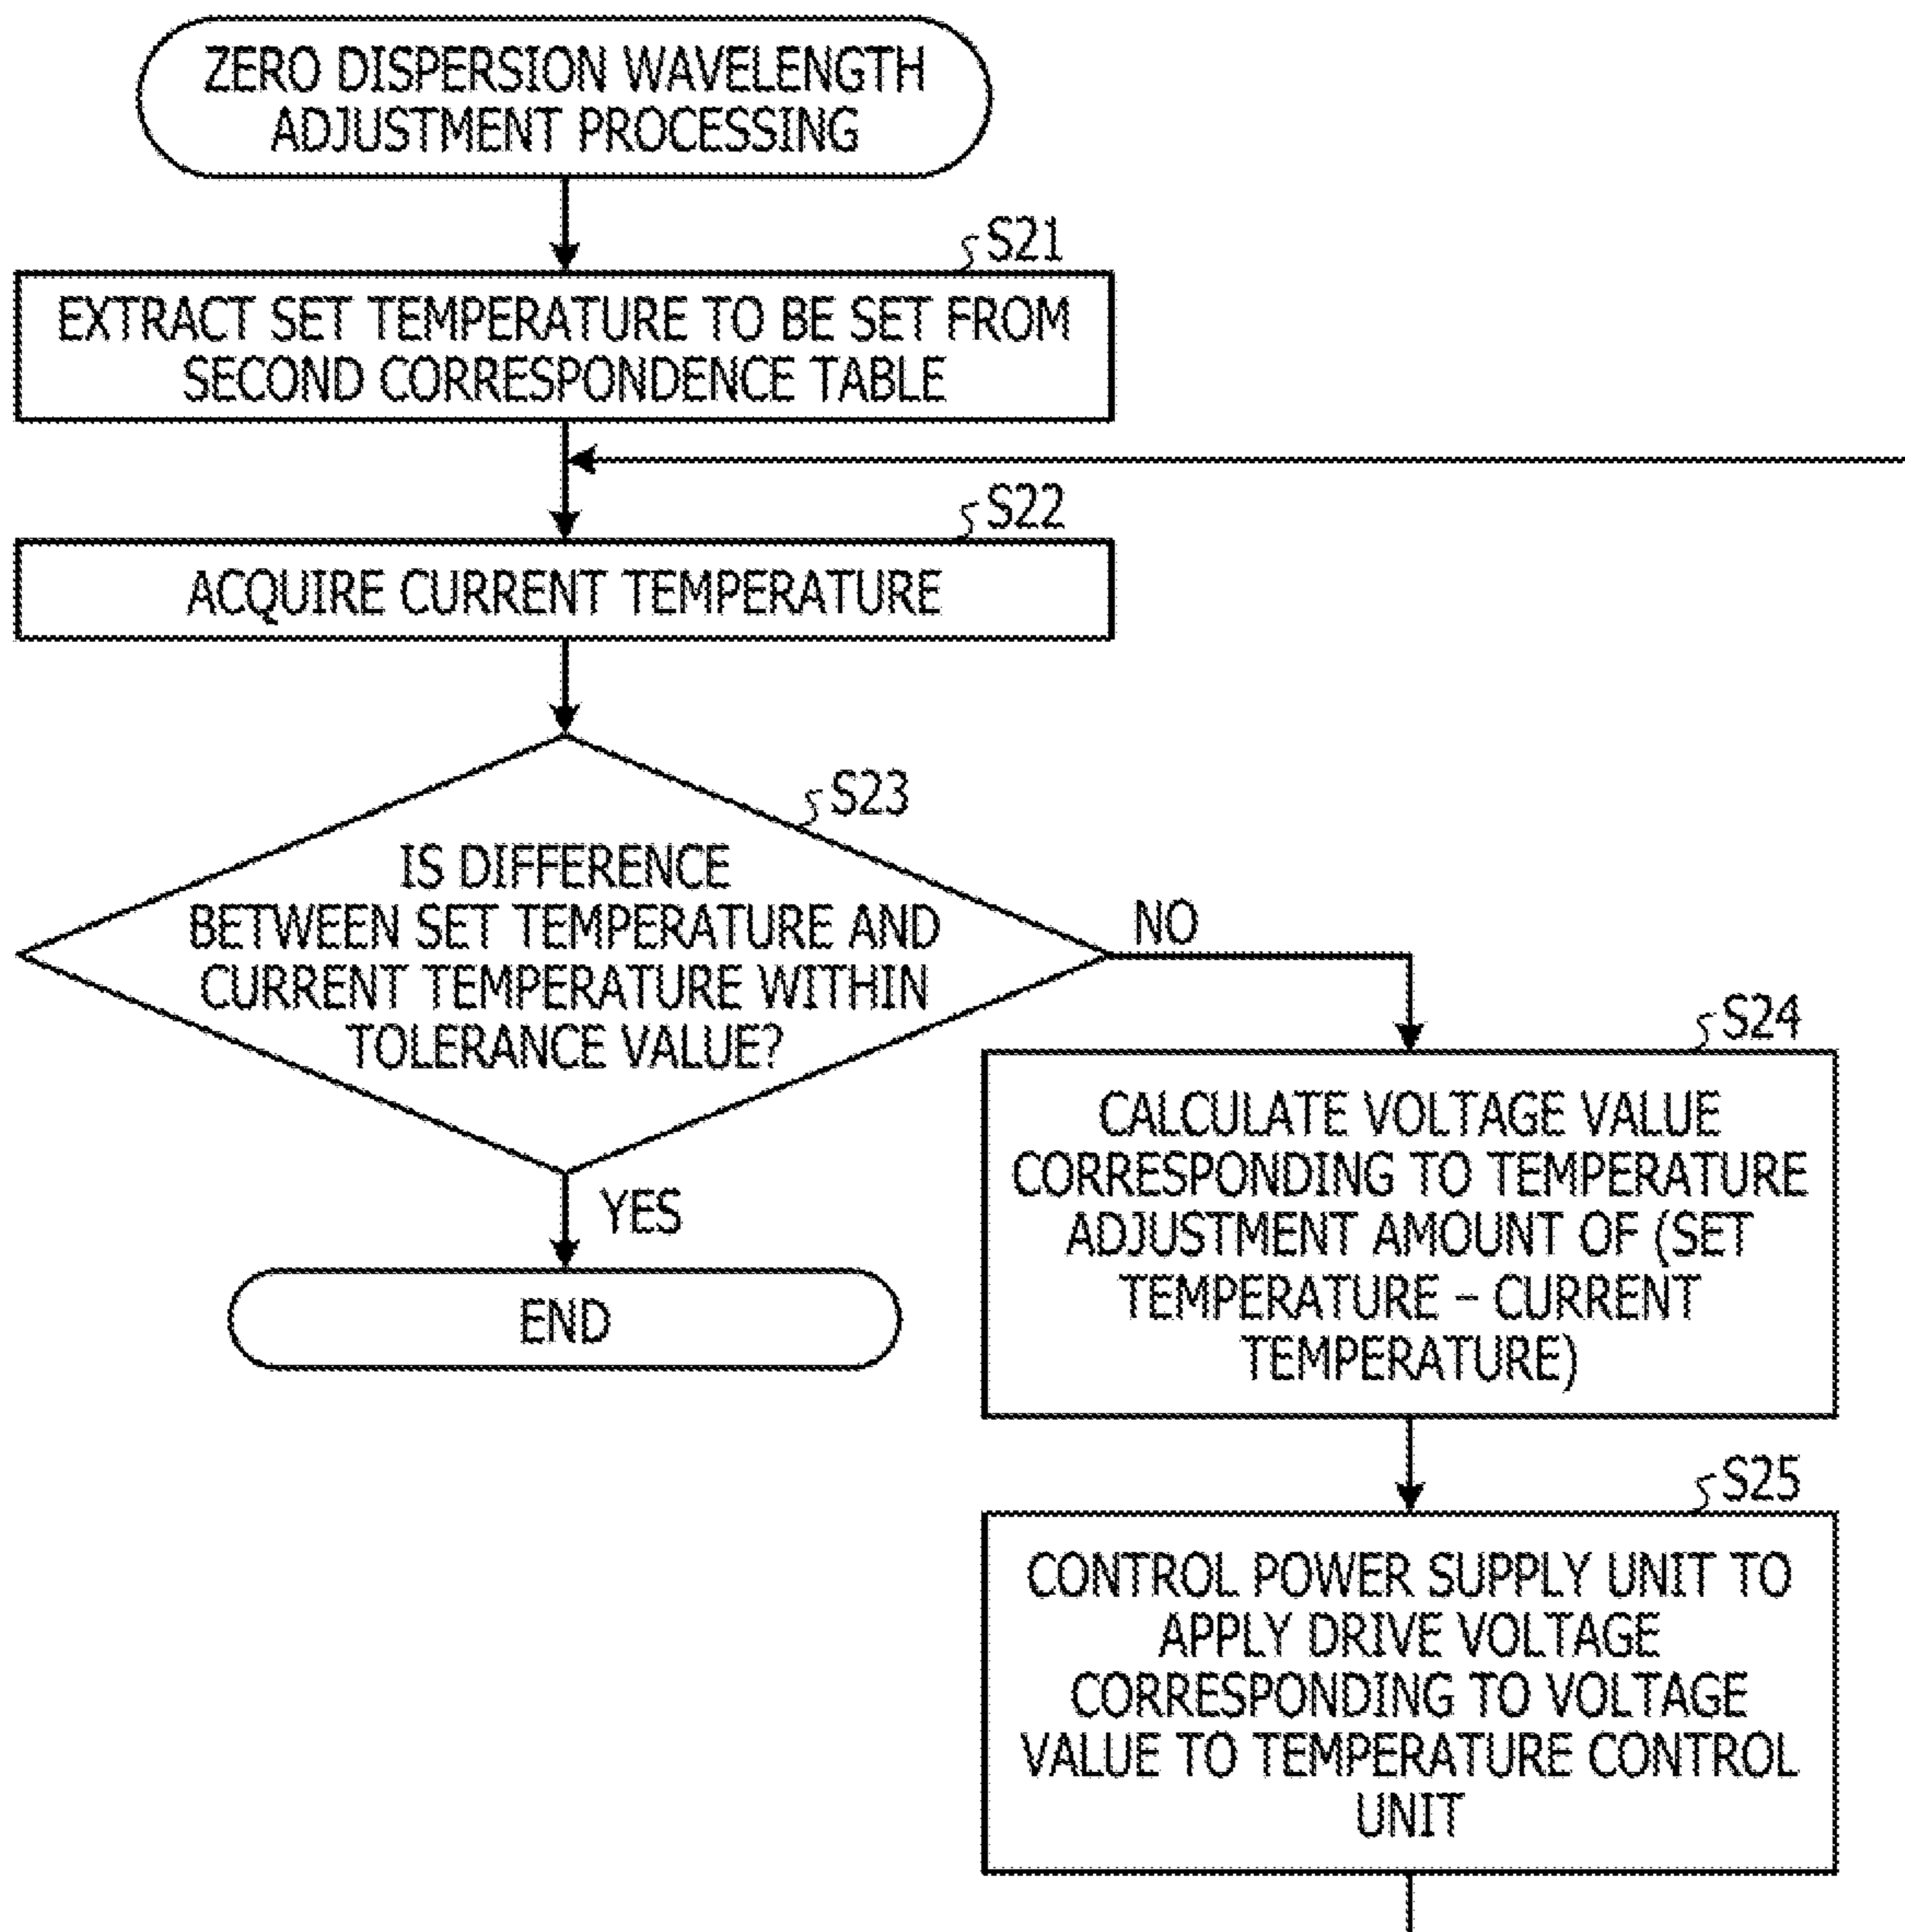 ZERO DISPERSION WAVELENGTH
ADJUSTMENT PROCESSING
S21
EXTRACT SET TEMPERATURE TO BE SET FROM
SECOND CORRESPONDENCE TABLE
S22
ACQUIRE CURRENT TEMPERATURE
S23
IS DIFFERENCE
BETWEEN SET TEMPERATURE AND
CURRENT TEMPERATURE WITHIN
TOLERANCE VALUE?
NO
YES
END
S24
CALCULATE VOLTAGE VALUE
CORRESPONDING TO TEMPERATURE
ADJUSTMENT AMOUNT OF (SET
TEMPERATURE – CURRENT
TEMPERATURE)
S25
CONTROL POWER SUPPLY UNIT TO
APPLY DRIVE VOLTAGE
CORRESPONDING TO VOLTAGE
VALUE TO TEMPERATURE CONTROL
UNIT